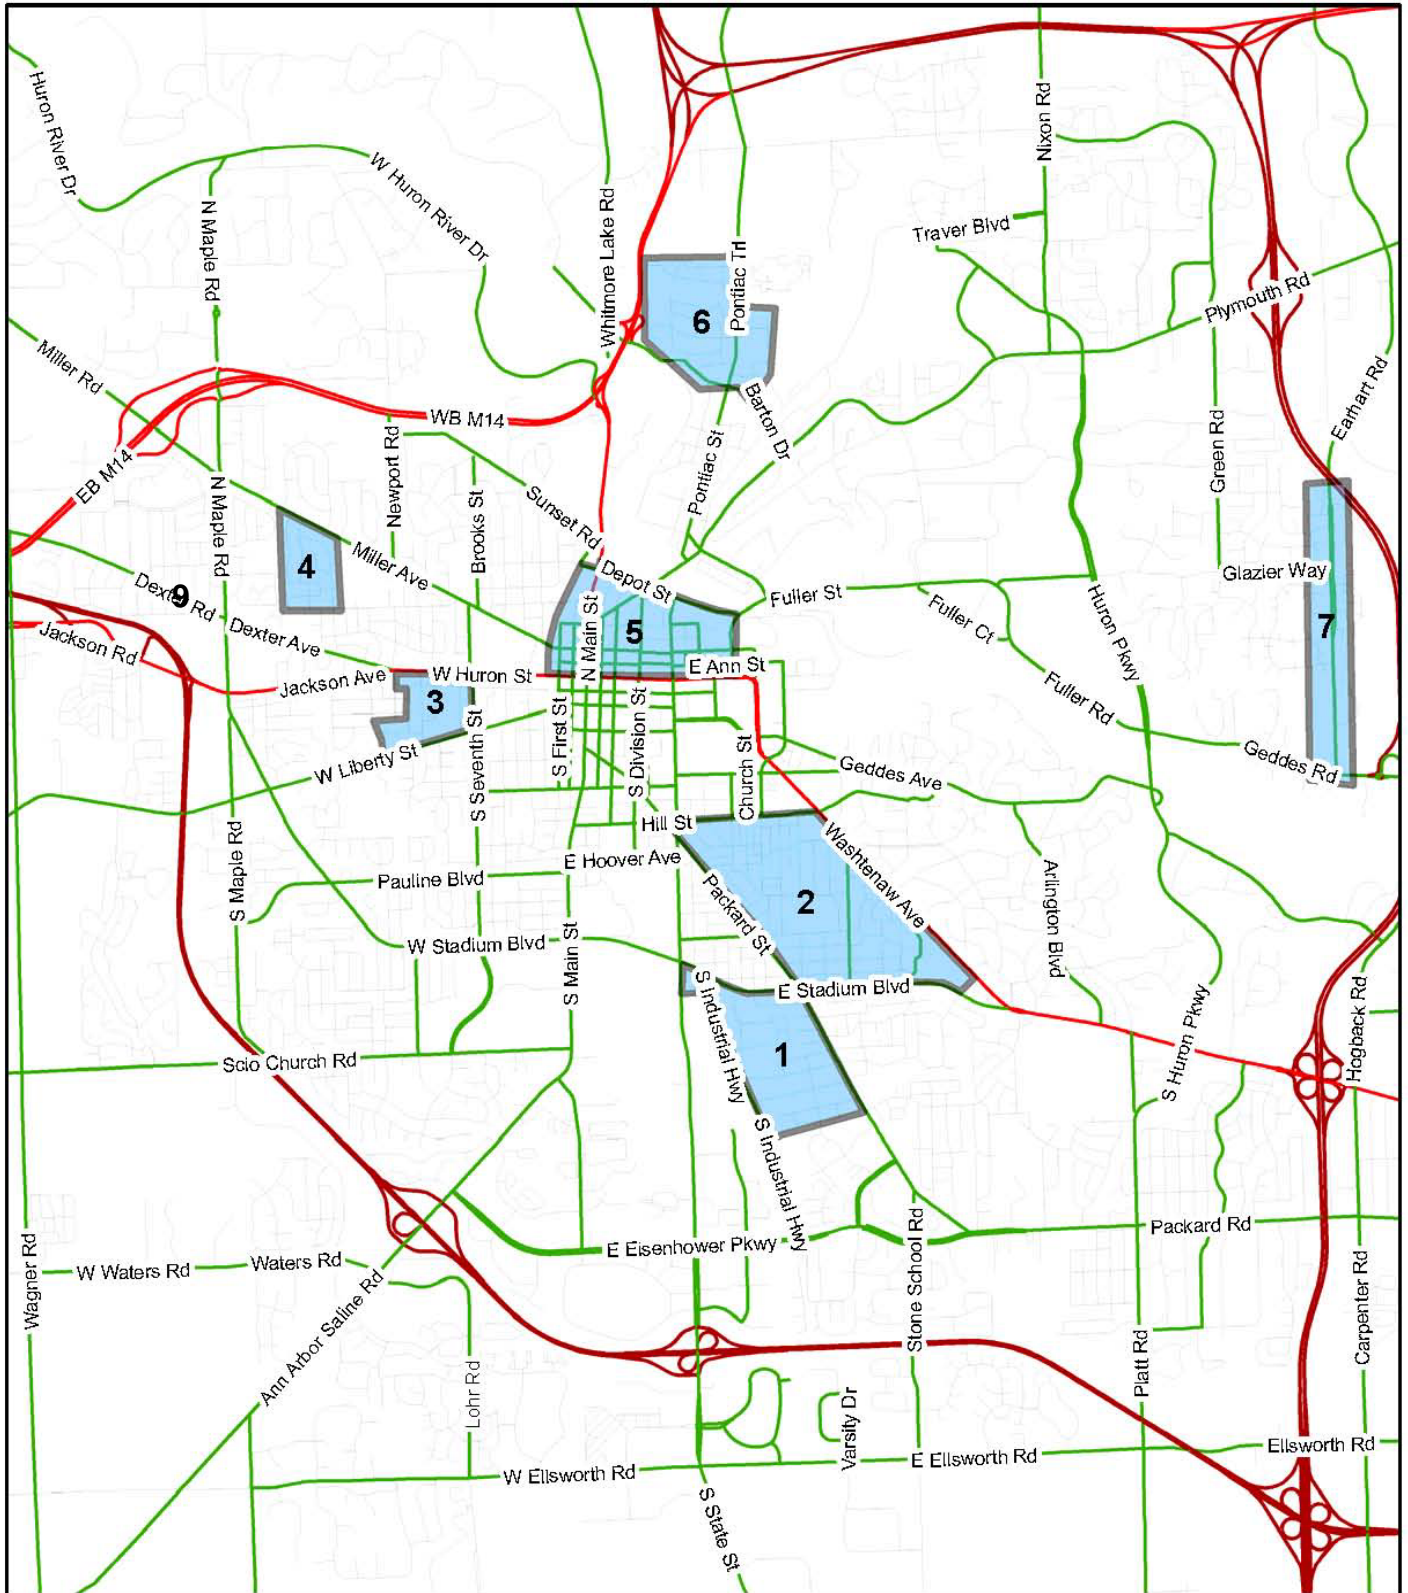 Huron River Dr
W Huron River Dr
N Maple Rd
Whitmore Lake Rd
Pontiac Trl
Nixon Rd
Traver Blvd
Plymouth Rd
6
Miller Rd
WB M14
EB M14
Newport Rd
Barton Dr
Pontiac St
Earhart Rd
Green Rd
N Maple Rd
Brooks St
Sunset Rd
Miller Ave
4
Depot St
Fuller St
Glazier Way
Dexter Rd
9
Dexter Ave
5
N Main St
Fuller Ct
Huron Pkwy
7
Jackson Rd
Jackson Ave
W Huron St
E Ann St
3
Fuller Rd
S First St
S Division St
Church St
W Liberty St
S Seventh St
Geddes Ave
Geddes Rd
Hill St
Washtenaw Ave
E Hoover Ave
S Maple Rd
Pauline Blvd
Packard St
2
Arlington Blvd
W Stadium Blvd
S Main St
S Industrial Hwy
E Stadium Blvd
Hogback Rd
S Huron Pkwy
1
Scio Church Rd
S Industrial Hwy
Packard Rd
E Eisenhower Pkwy
Stone School Rd
Wagner Rd
W Waters Rd
Waters Rd
Ann Arbor Saline Rd
Carpenter Rd
Platt Rd
Lohr Rd
Varsity Dr
Ellsworth Rd
W Ellsworth Rd
E Ellsworth Rd
S State St